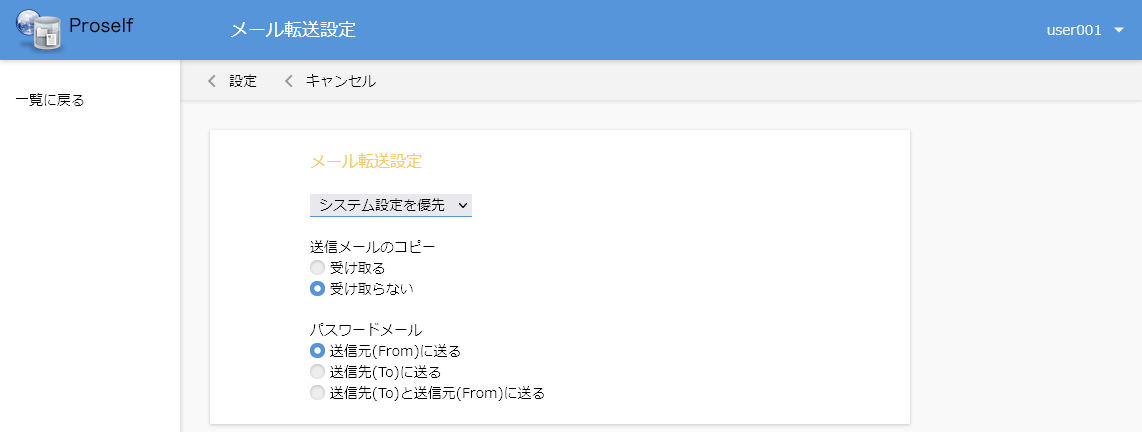 Proself
メール転送設定
user001
設定
キャンセル
一覧に戻る
メール転送設定
システム設定を優先
送信メールのコピー
受け取る
受け取らない
パスワードメール
送信元(From)に送る
送信先(To)に送る
送信先(To)と送信元(From)に送る